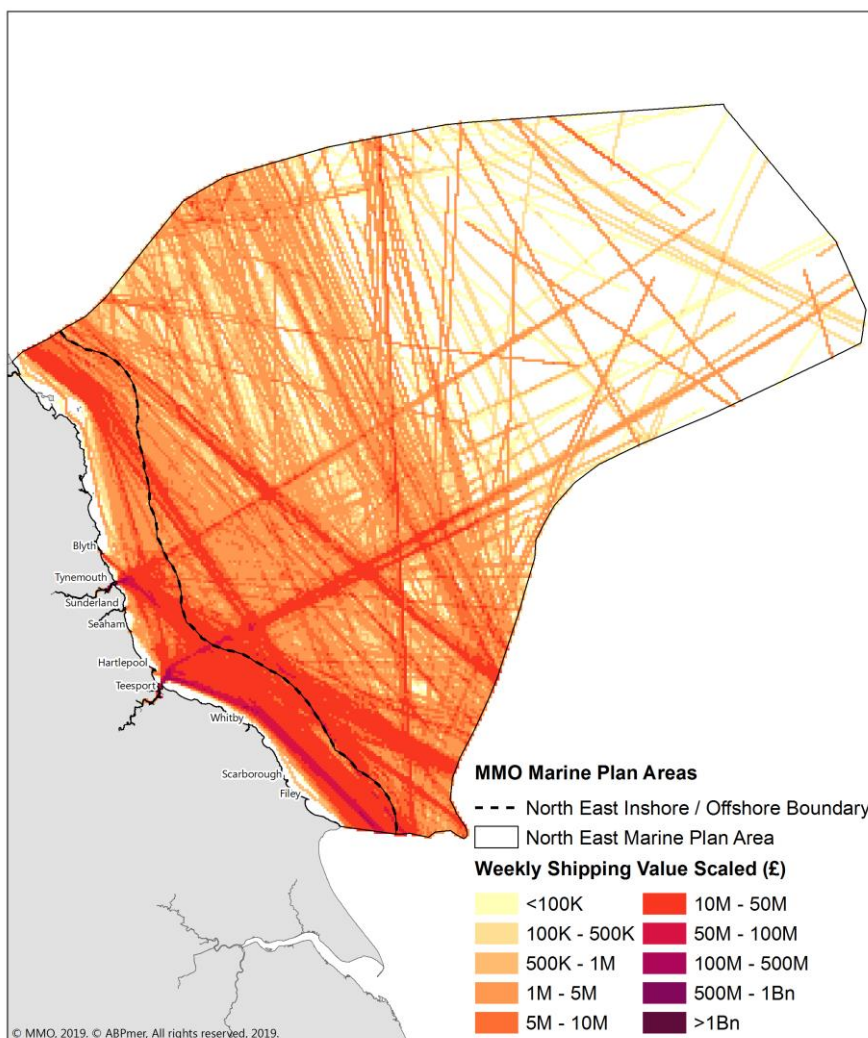 Blyth
Tynemouth
Sunderland
Seaham
Hartlepool
Teesport
Whitby
Scarborough
Filey
MMO Marine Plan Areas
North East Inshore / Offshore Boundary
North East Marine Plan Area
Weekly Shipping Value Scaled (£)
<100K
100K - 500K
500K - 1M
1M - 5M
5M - 10M
10M - 50M
50M - 100M
100M - 500M
500M - 1Bn
>1Bn
© MMO, 2019. © ABPmer, All rights reserved, 2019.